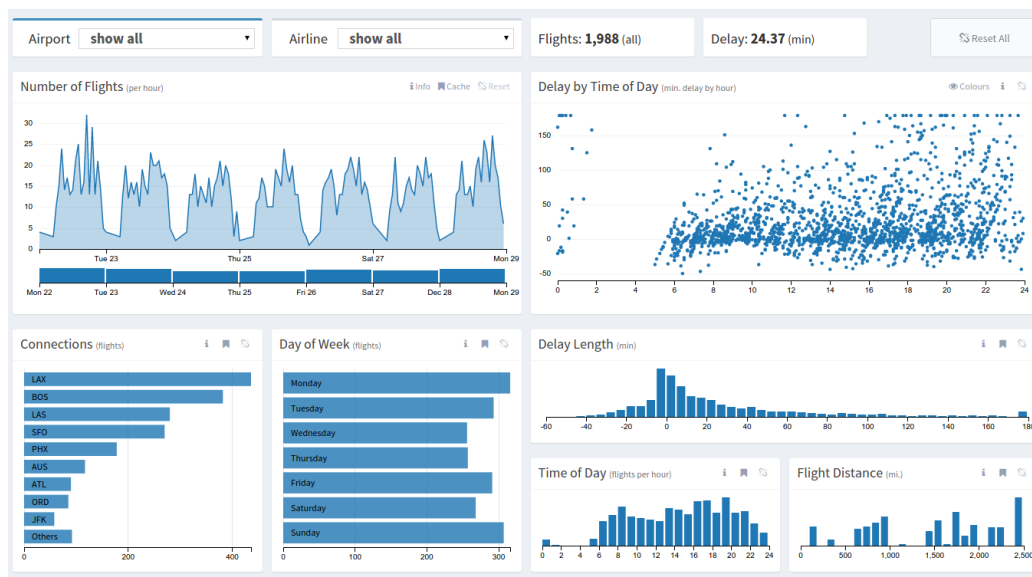 Airport show all
Airline show all
Flights: 1,988 (all)
Delay: 24.37 (min)
Reset All
Number of Flights (per hour)
Info Cache Reset
30
25
20
15
10
5
0
Tue 23 Thu 25 Sat 27 Mon 29
Mon 22 Tue 23 Wed 24 Thu 25 Fri 26 Sat 27 Dec 28 Mon 29
Delay by Time of Day (min. delay by hour)
Colours
150
100
50
0
-50
0 2 4 6 8 10 12 14 16 18 20 22 24
Connections (flights)
LAX
BOS
LAS
SFO
PHX
AUS
ATL
ORD
JFK
Others
0 200 400
Day of Week (flights)
Monday
Tuesday
Wednesday
Thursday
Friday
Saturday
Sunday
0 100 200 300
Delay Length (min)
-60 -40 -20 0 20 40 60 80 100 120 140 160 180
Time of Day (flights per hour)
0 2 4 6 8 10 12 14 16 18 20 22 24
Flight Distance (mi.)
0 500 1,000 1,500 2,000 2,500